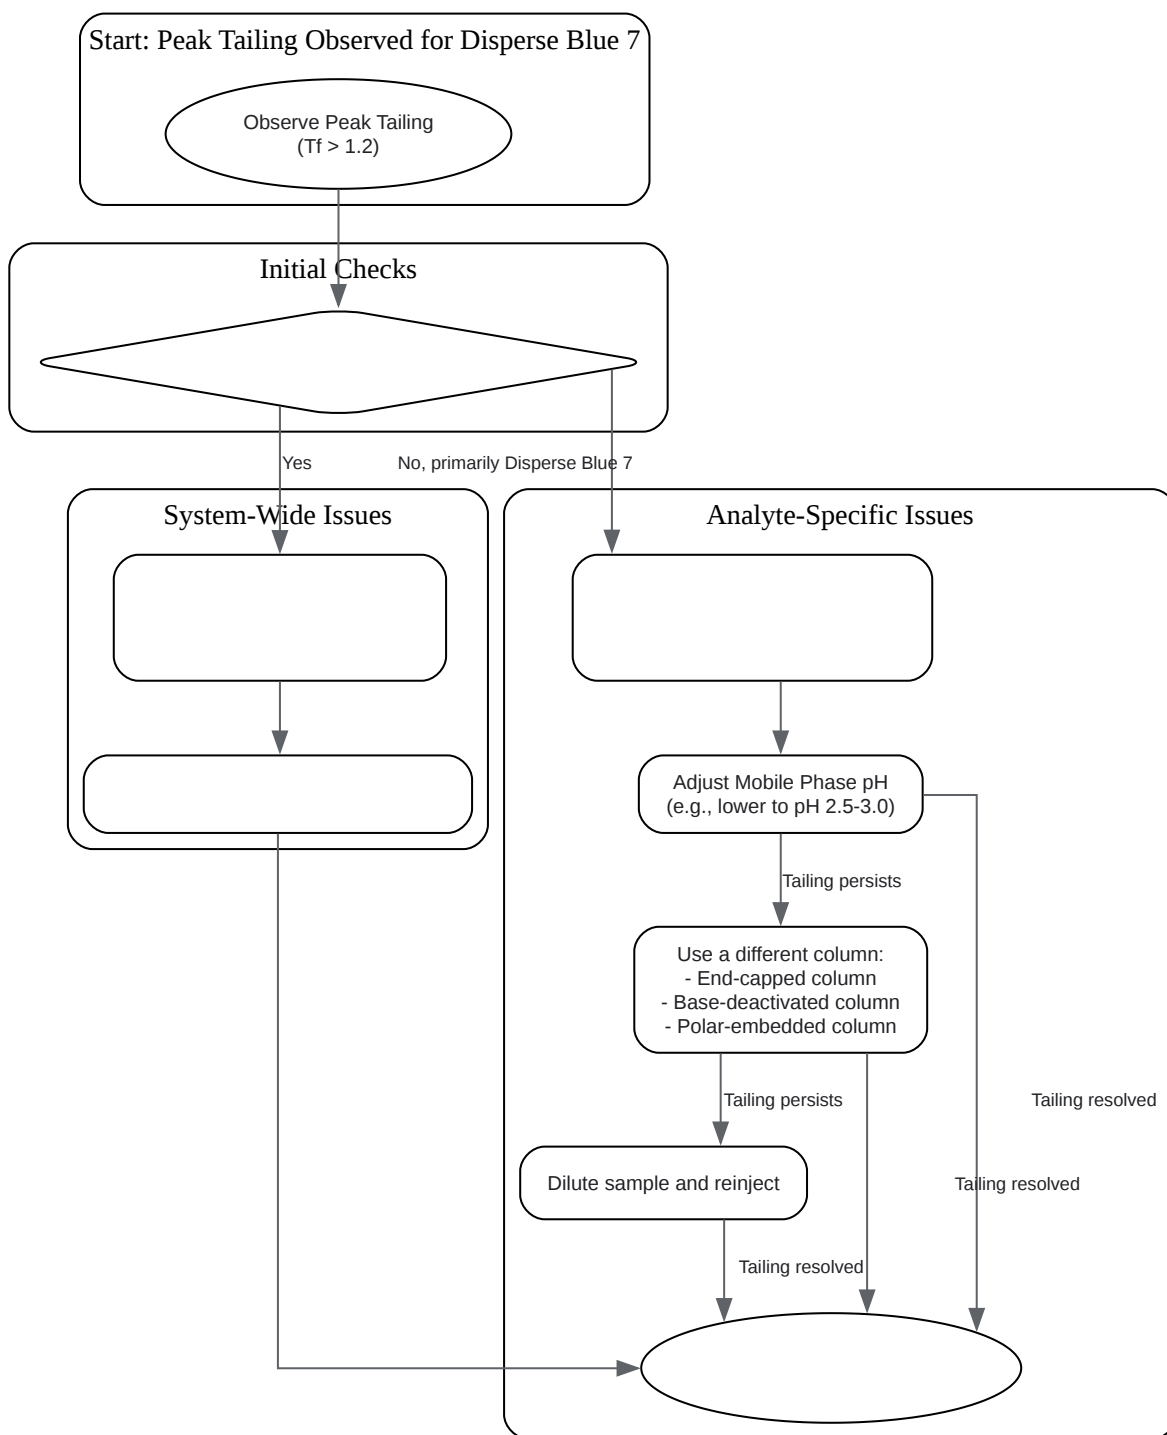 Start: Peak Tailing Observed for Disperse Blue 7
Observe Peak Tailing
(Tf > 1.2)
Initial Checks
Yes
No, primarily Disperse Blue 7
System-Wide Issues
Analyte-Specific Issues
Adjust Mobile Phase pH
(e.g., lower to pH 2.5-3.0)
Tailing persists
Use a different column:
- End-capped column
- Base-deactivated column
- Polar-embedded column
Tailing persists
Tailing resolved
Dilute sample and reinject
Tailing resolved
Tailing resolved